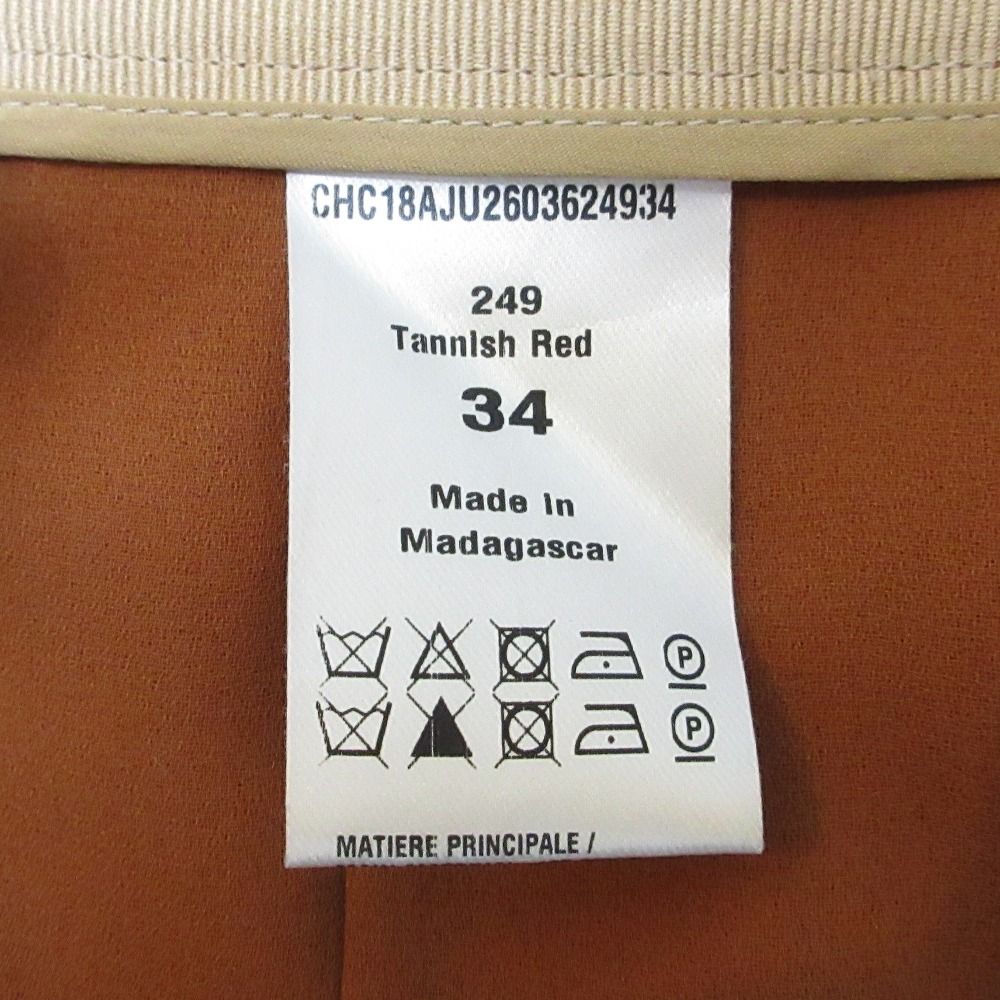 CHC18AJU2603624934
249
Tannish Red
34
Made in
Madagascar
P
P
MATIERE PRINCIPALE /